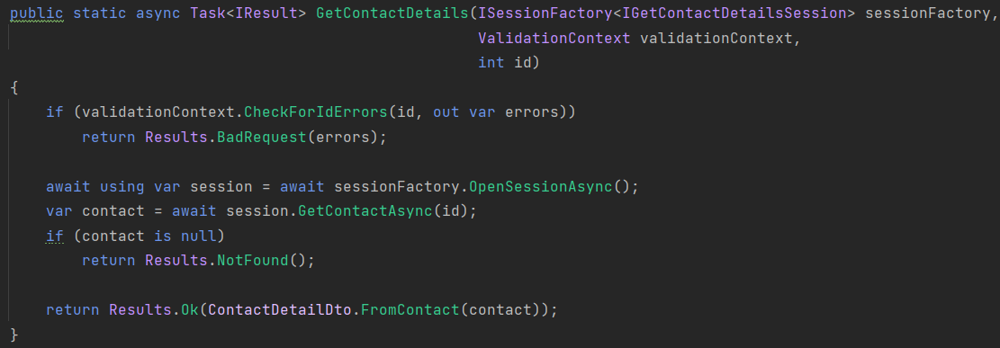 public static async Task<IResult> GetContactDetails(ISessionFactory<IGetContactDetailsSession> sessionFactory,
                                                    ValidationContext validationContext,
                                                    int id)
{
    if (validationContext.CheckForIdErrors(id, out var errors))
        return Results.BadRequest(errors);

    await using var session = await sessionFactory.OpenSessionAsync();
    var contact = await session.GetContactAsync(id);
    if (contact is null)
        return Results.NotFound();

    return Results.Ok(ContactDetailDto.FromContact(contact));
}